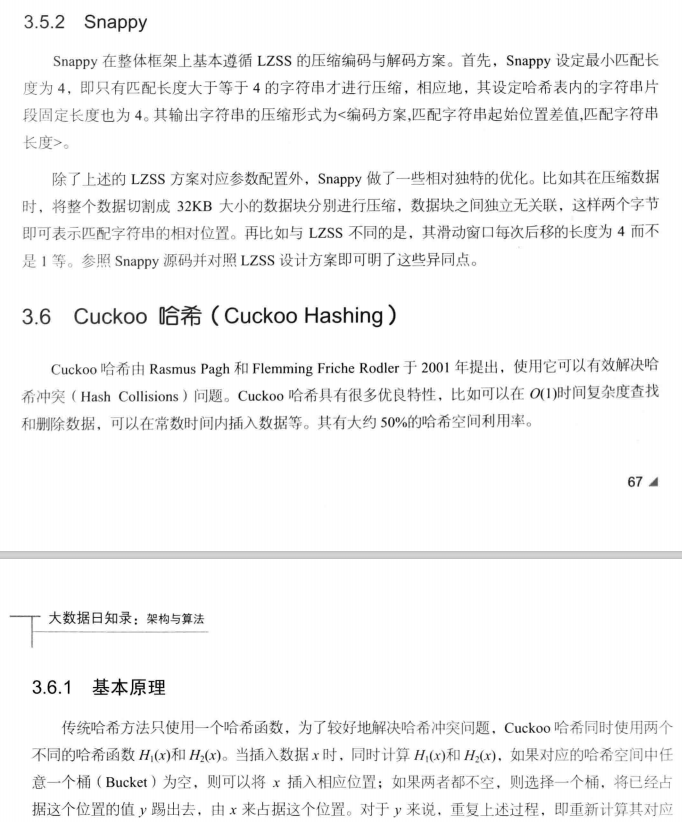 3.5.2 Snappy
Snappy 在整体框架上基本遵循 LZSS 的压缩编码与解码方案。首先，Snappy 设定最小匹配长
度为 4，即只有匹配长度大于等于 4 的字符串才进行压缩，相应地，其设定哈希表内的字符串片
段固定长度也为 4。其输出字符串的压缩形式为<编码方案,匹配字符串起始位置差值,匹配字符串
长度>。
除了上述的 LZSS 方案对应参数配置外，Snappy 做了一些相对独特的优化。比如其在压缩数据
时，将整个数据切割成 32KB 大小的数据块分别进行压缩，数据块之间独立无关联，这样两个字节
即可表示匹配字符串的相对位置。再比如与 LZSS 不同的是，其滑动窗口每次后移的长度为 4 而不
是 1 等。参照 Snappy 源码并对照 LZSS 设计方案即可明了这些异同点。
3.6 Cuckoo 哈希（Cuckoo Hashing）
Cuckoo 哈希由 Rasmus Pagh 和 Flemming Friche Rodler 于 2001 年提出，使用它可以有效解决哈
希冲突（Hash Collisions）问题。Cuckoo 哈希具有很多优良特性，比如可以在 O(1)时间复杂度查找
和删除数据，可以在常数时间内插入数据等。其有大约 50%的哈希空间利用率。
67
大数据日知录：架构与算法
3.6.1 基本原理
传统哈希方法只使用一个哈希函数，为了较好地解决哈希冲突问题，Cuckoo 哈希同时使用两个
不同的哈希函数 H₁(x)和 H₂(x)。当插入数据 x 时，同时计算 H₁(x)和 H₂(x)，如果对应的哈希空间中任
意一个桶（Bucket）为空，则可以将 x 插入相应位置；如果两者都不空，则选择一个桶，将已经占
据这个位置的值 y 踢出去，由 x 来占据这个位置。对于 y 来说，重复上述过程，即重新计算其对应